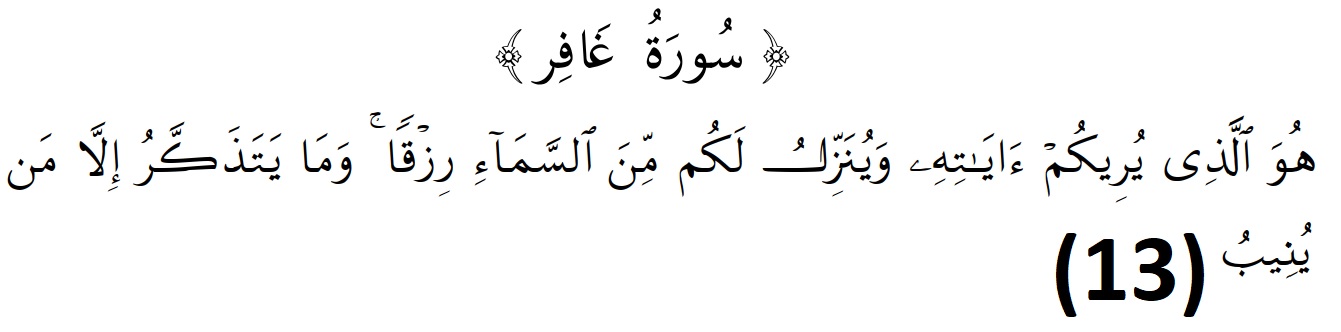 ﴿ سُورَةُ غَافِر ﴾
هُوَ ٱلَّذِى يُرِيكُمْ ءَايَـٰتِهِۦ وَيُنَزِّلُ لَكُم مِّنَ ٱلسَّمَآءِ رِزْقًا ۚ وَمَا يَتَذَكَّرُ إِلَّا مَن
يُنِيبُ (13)